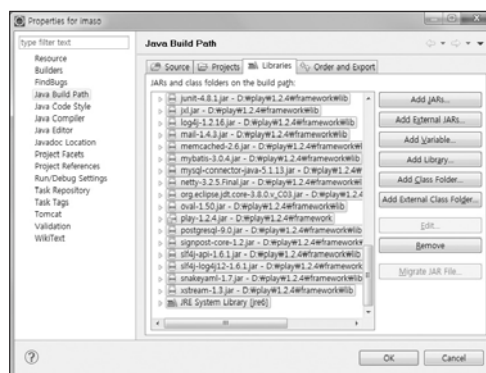 Properties for imaso
type filter text
Resource
Builders
FindBugs
Java Build Path
Java Code Style
Java Compiler
Java Editor
Javadoc Location
Project Facets
Project References
Run/Debug Settings
Task Repository
Task Tags
Tomcat
Validation
WikiText
Java Build Path
Source
Projects
Libraries
Order and Export
JARs and class folders on the build path:
junit-4.8.1.jar - D:₩play₩1.2.4₩framework₩lib
jxl.jar - D:₩play₩1.2.4₩framework₩lib
log4j-1.2.16.jar - D:₩play₩1.2.4₩framework₩lib
mail-1.4.3.jar - D:₩play₩1.2.4₩framework₩lib
memcached-2.6.jar - D:₩play₩1.2.4₩framework₩lib
mybatis-3.0.4.jar - D:₩play₩1.2.4₩framework₩lib
mysql-connector-java-5.1.13.jar - D:₩play₩1.2.4₩
netty-3.2.5.Final.jar - D:₩play₩1.2.4₩framework₩lib
org.eclipse.jdt.core-3.8.0.v_C03.jar - D:₩play₩1.2.4₩
oval-1.50.jar - D:₩play₩1.2.4₩framework₩lib
play-1.2.4.jar - D:₩play₩1.2.4₩framework
postgresql-9.0.jar - D:₩play₩1.2.4₩framework₩lib
signpost-core-1.2.jar - D:₩play₩1.2.4₩framework₩lib
slf4j-api-1.6.1.jar - D:₩play₩1.2.4₩framework₩lib
slf4j-log4j12-1.6.1.jar - D:₩play₩1.2.4₩framework₩lib
snakeyaml-1.7.jar - D:₩play₩1.2.4₩framework₩lib
xstream-1.3.jar - D:₩play₩1.2.4₩framework₩lib
JRE System Library [jre6]
Add JARs...
Add External JARs...
Add Variable...
Add Library...
Add Class Folder...
Add External Class Folder...
Edit...
Remove
Migrate JAR File...
OK
Cancel